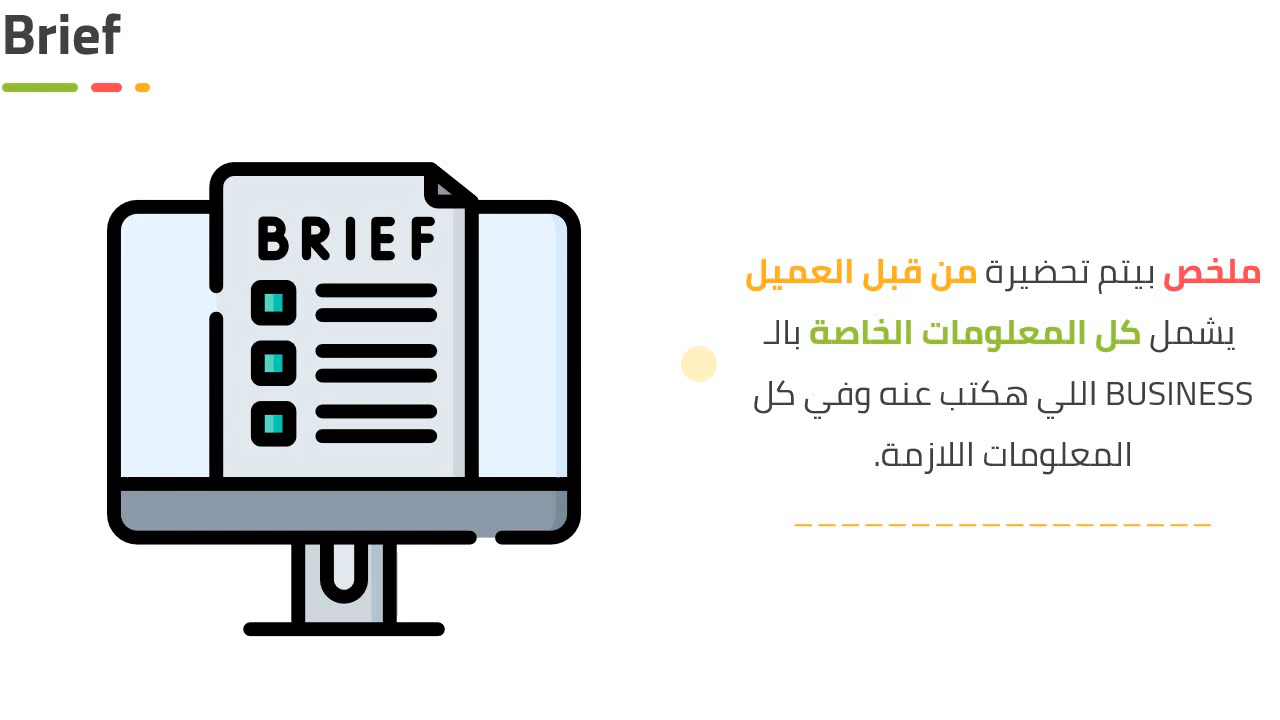 Brief
BRIEF
ملخص بيتم تحضيرة من قبل العميل
يشمل كل المعلومات الخاصة بالـ
BUSINESS اللي هكتب عنه وفي كل
المعلومات اللازمة.